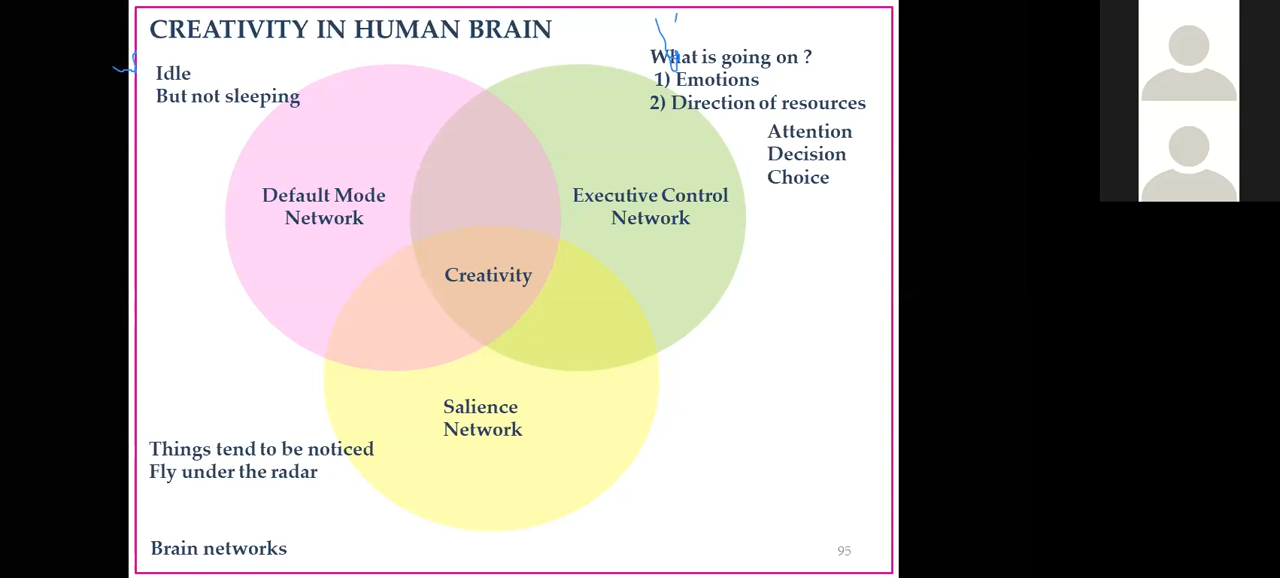 CREATIVITY IN HUMAN BRAIN
Idle
But not sleeping
What is going on ?
1) Emotions
2) Direction of resources
Attention
Decision
Choice
Default Mode
Network
Executive Control
Network
Creativity
Salience
Network
Things tend to be noticed
Fly under the radar
Brain networks
95